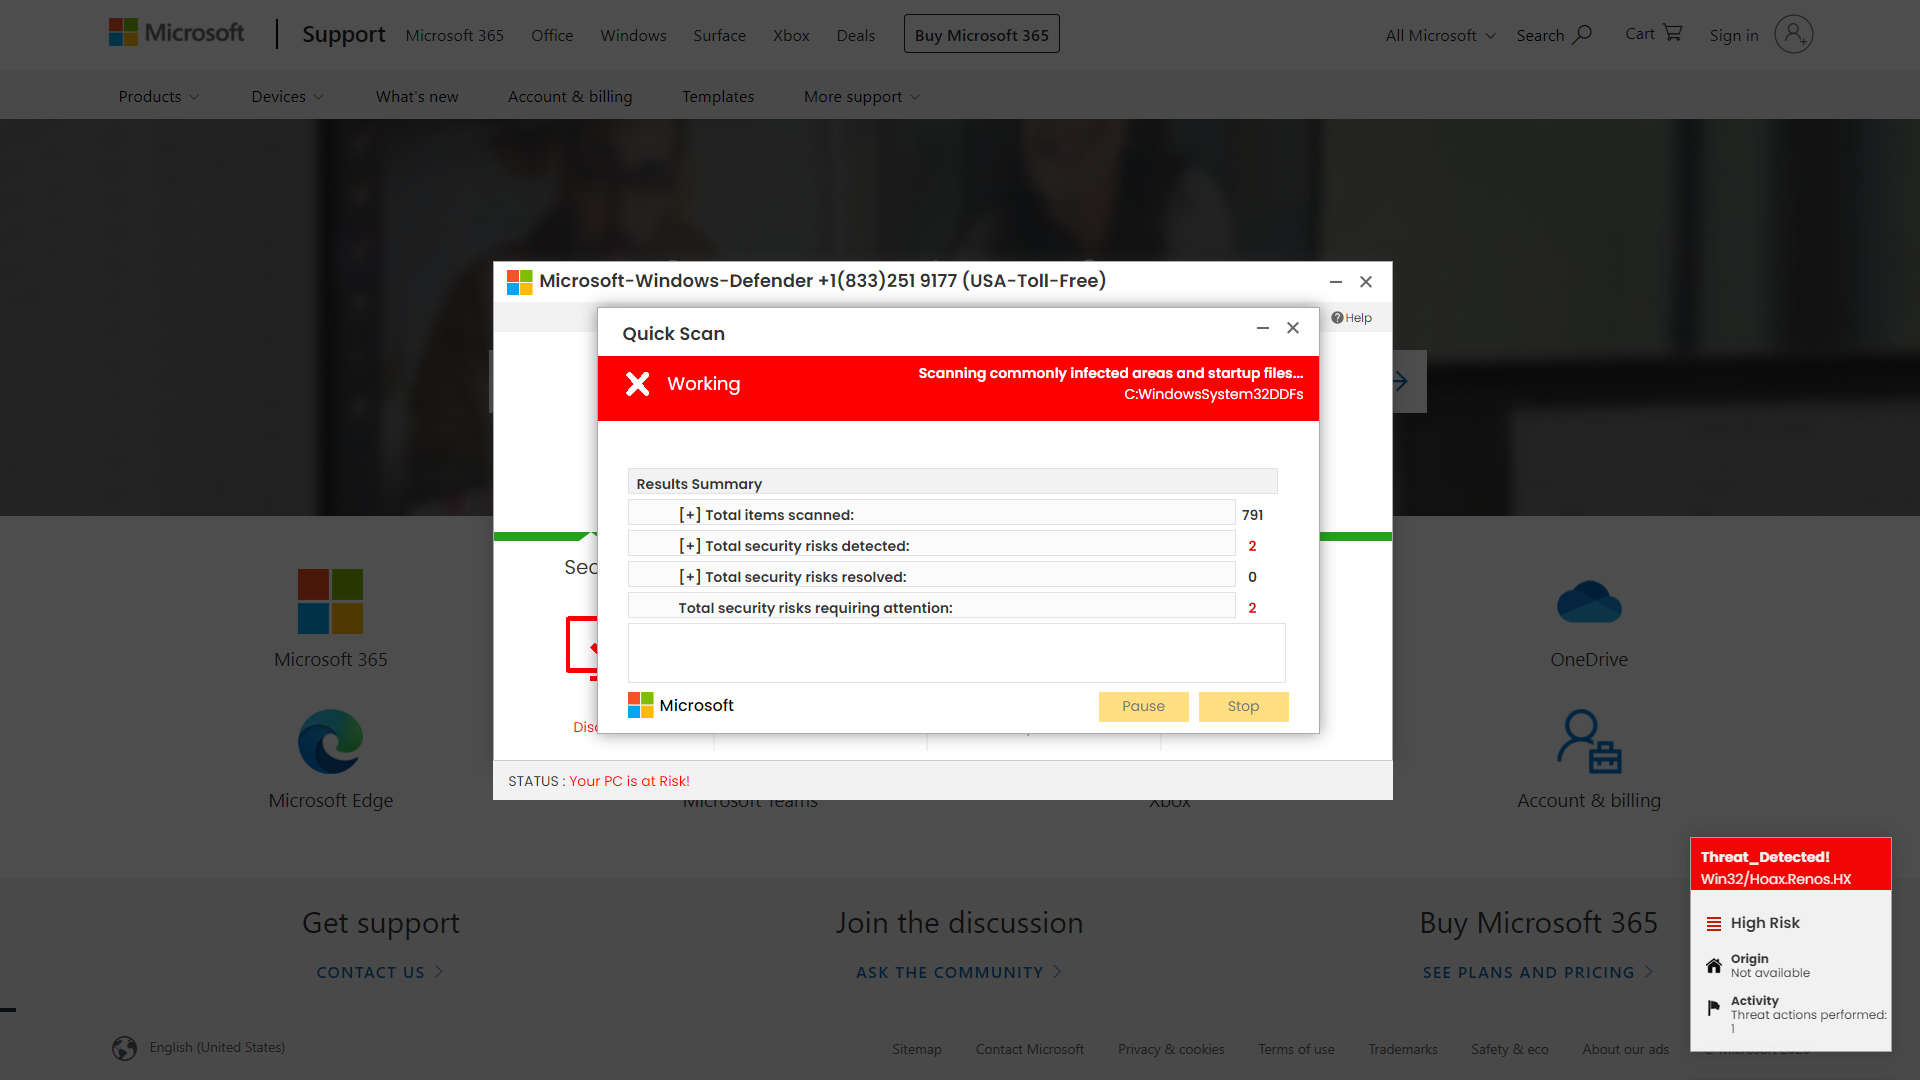 Microsoft
Support
Microsoft 365
Office
Windows
Surface
Xbox
Deals
Buy Microsoft 365
All Microsoft
Search
Cart
Sign in
Products
Devices
What's new
Account & billing
Templates
More support
Microsoft-Windows-Defender +1(833)251 9177 (USA-Toll-Free)
Help
Quick Scan
Working
Scanning commonly infected areas and startup files...
C:WindowsSystem32DDFs
Results Summary
[+] Total items scanned: 791
[+] Total security risks detected: 2
[+] Total security risks resolved: 0
Total security risks requiring attention: 2
Microsoft
Pause
Stop
Sec
Disc
STATUS : Your PC is at Risk!
Microsoft 365
OneDrive
Microsoft Edge
Microsoft Teams
Xbox
Account & billing
Threat_Detected!
Win32/Hoax.Renos.HX
High Risk
Origin
Not available
Activity
Threat actions performed:
1
Get support
CONTACT US
Join the discussion
ASK THE COMMUNITY
Buy Microsoft 365
SEE PLANS AND PRICING
English (United States)
Sitemap
Contact Microsoft
Privacy & cookies
Terms of use
Trademarks
Safety & eco
About our ads